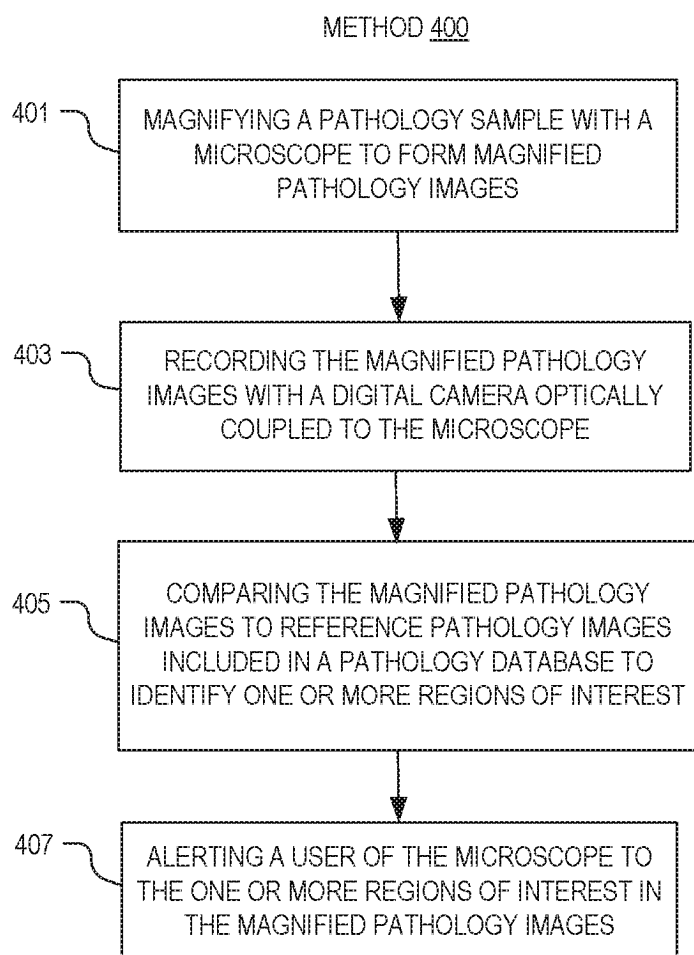 METHOD 400
401
MAGNIFYING A PATHOLOGY SAMPLE WITH A
MICROSCOPE TO FORM MAGNIFIED
PATHOLOGY IMAGES
403
RECORDING THE MAGNIFIED PATHOLOGY
IMAGES WITH A DIGITAL CAMERA OPTICALLY
COUPLED TO THE MICROSCOPE
405
COMPARING THE MAGNIFIED PATHOLOGY
IMAGES TO REFERENCE PATHOLOGY IMAGES
INCLUDED IN A PATHOLOGY DATABASE TO
IDENTIFY ONE OR MORE REGIONS OF INTEREST
407
ALERTING A USER OF THE MICROSCOPE TO
THE ONE OR MORE REGIONS OF INTEREST IN
THE MAGNIFIED PATHOLOGY IMAGES